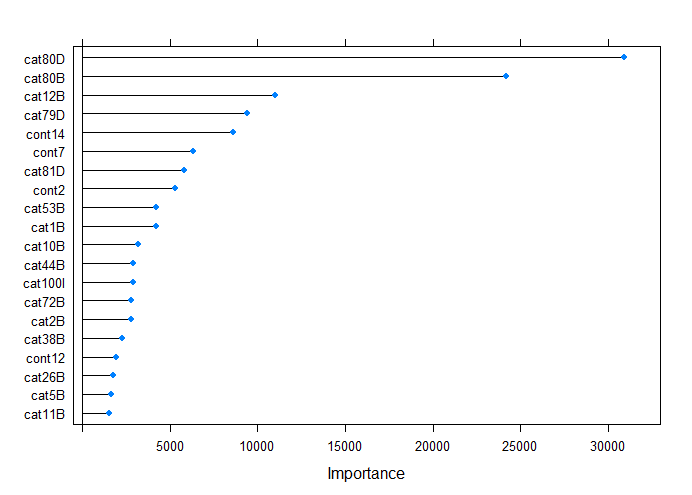 cat80D
cat80B
cat12B
cat79D
cont14
cont7
cat81D
cont2
cat53B
cat1B
cat10B
cat44B
cat100I
cat72B
cat2B
cat38B
cont12
cat26B
cat5B
cat11B
5000 10000 15000 20000 25000 30000
Importance